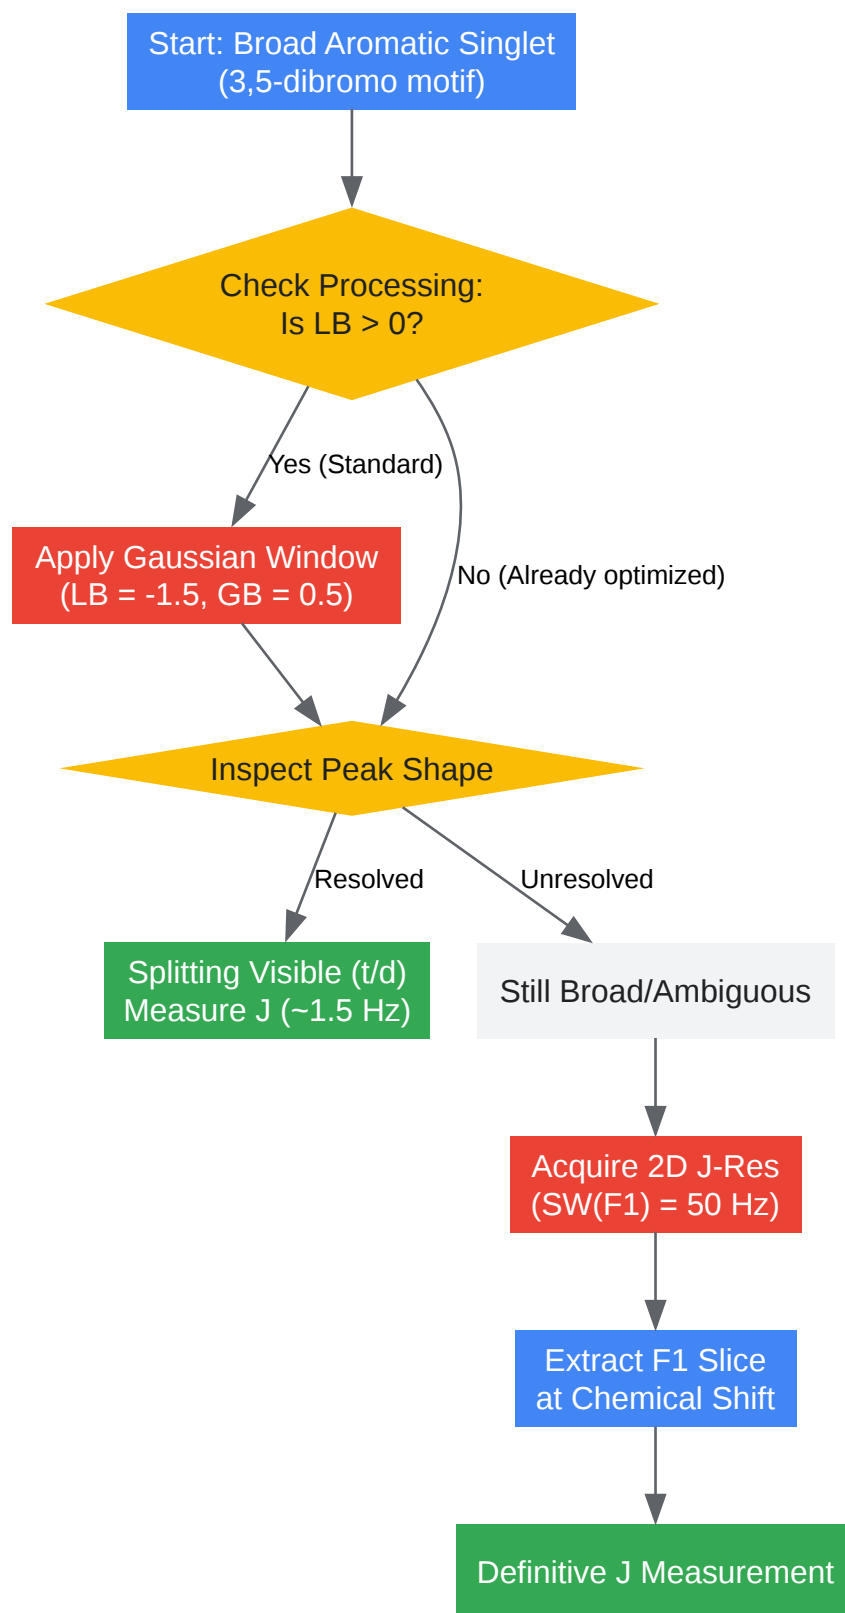 Start: Broad Aromatic Singlet
(3,5-dibromo motif)
Check Processing:
Is LB > 0?
Yes (Standard)
Apply Gaussian Window
(LB = -1.5, GB = 0.5)
No (Already optimized)
Inspect Peak Shape
Resolved
Unresolved
Splitting Visible (t/d)
Measure J (~1.5 Hz)
Still Broad/Ambiguous
Acquire 2D J-Res
(SW(F1) = 50 Hz)
Extract F1 Slice
at Chemical Shift
Definitive J Measurement